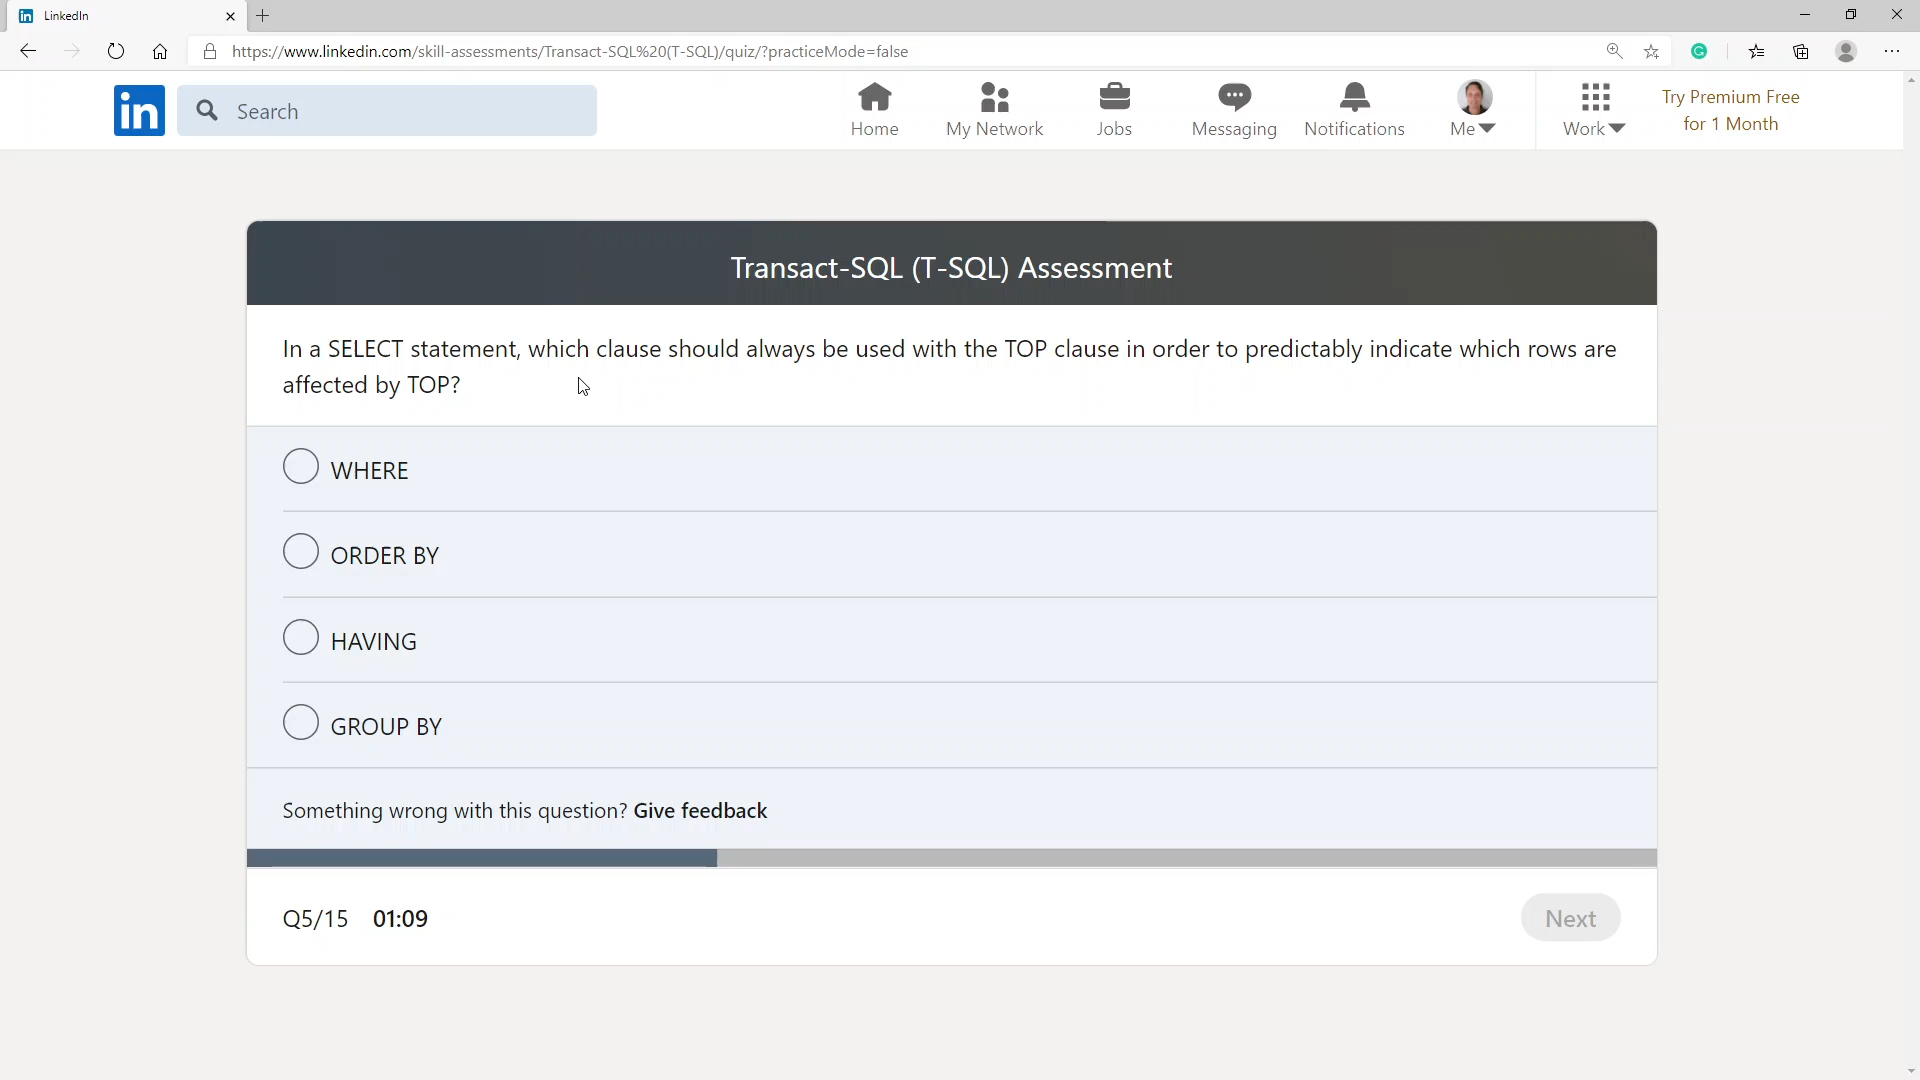 LinkedIn
https://www.linkedin.com/skill-assessments/Transact-SQL%20(T-SQL)/quiz/?practiceMode=false
in
Search
Home
My Network
Jobs
Messaging
Notifications
Me
Work
Try Premium Free
for 1 Month
Transact-SQL (T-SQL) Assessment
In a SELECT statement, which clause should always be used with the TOP clause in order to predictably indicate which rows are
affected by TOP?
WHERE
ORDER BY
HAVING
GROUP BY
Something wrong with this question? Give feedback
Q5/15 01:09
Next